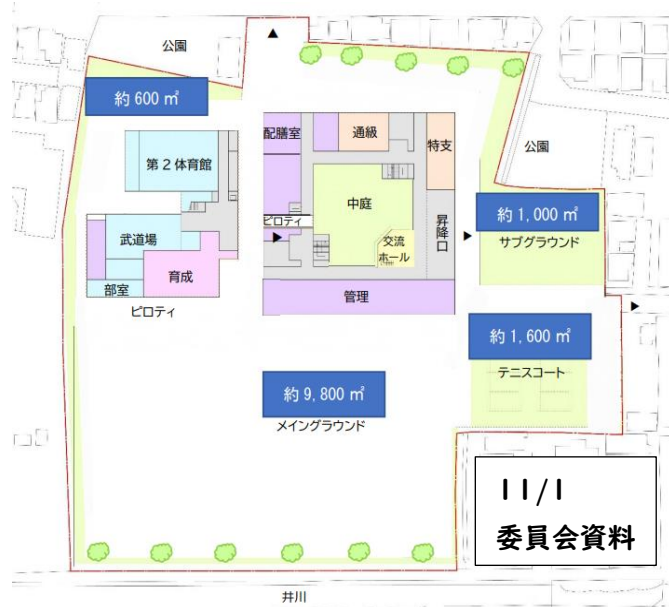 公園
約 600 ㎡
配膳室
通級
特支
第 2 体育館
公園
中庭
約 1, 000 ㎡
ピロティ
昇降口
武道場
交流
ホール
サブグラウンド
育成
部室
管理
ピロティ
約 1, 600 ㎡
テニスコート
約 9, 800 ㎡
メイングラウンド
11/1
委員会資料
井川